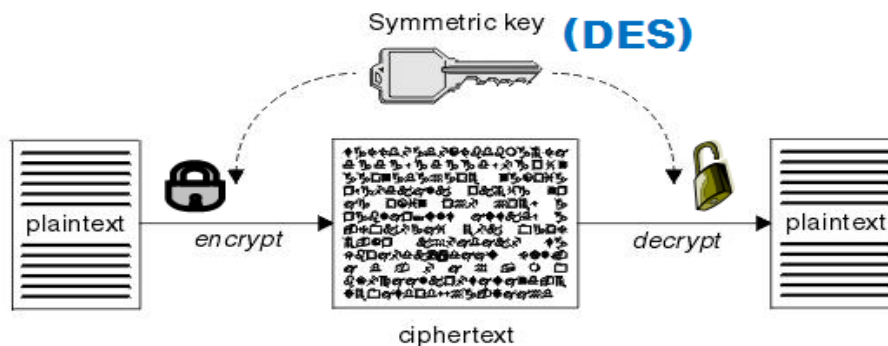 Symmetric key (DES)
plaintext
encrypt
decrypt
plaintext
ciphertext